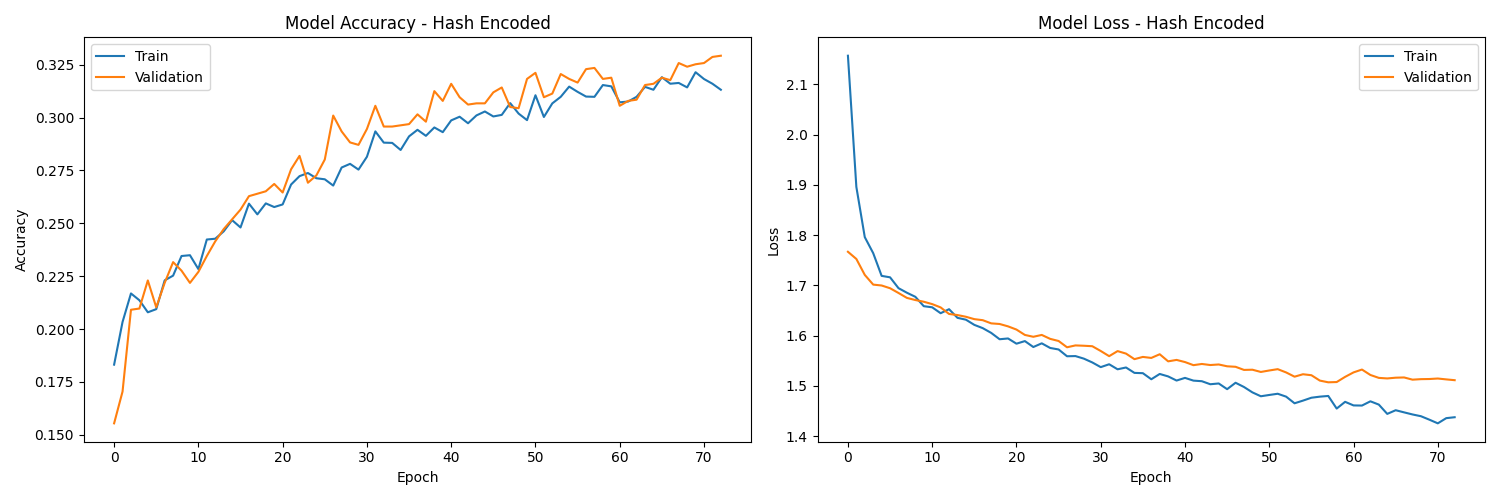 Model Accuracy - Hash Encoded
Train
Validation
0.325
0.300
0.275
0.250
0.225
0.200
0.175
0.150
Accuracy
0 10 20 30 40 50 60 70
Epoch
Model Loss - Hash Encoded
Train
Validation
2.1
2.0
1.9
1.8
1.7
1.6
1.5
1.4
Loss
0 10 20 30 40 50 60 70
Epoch